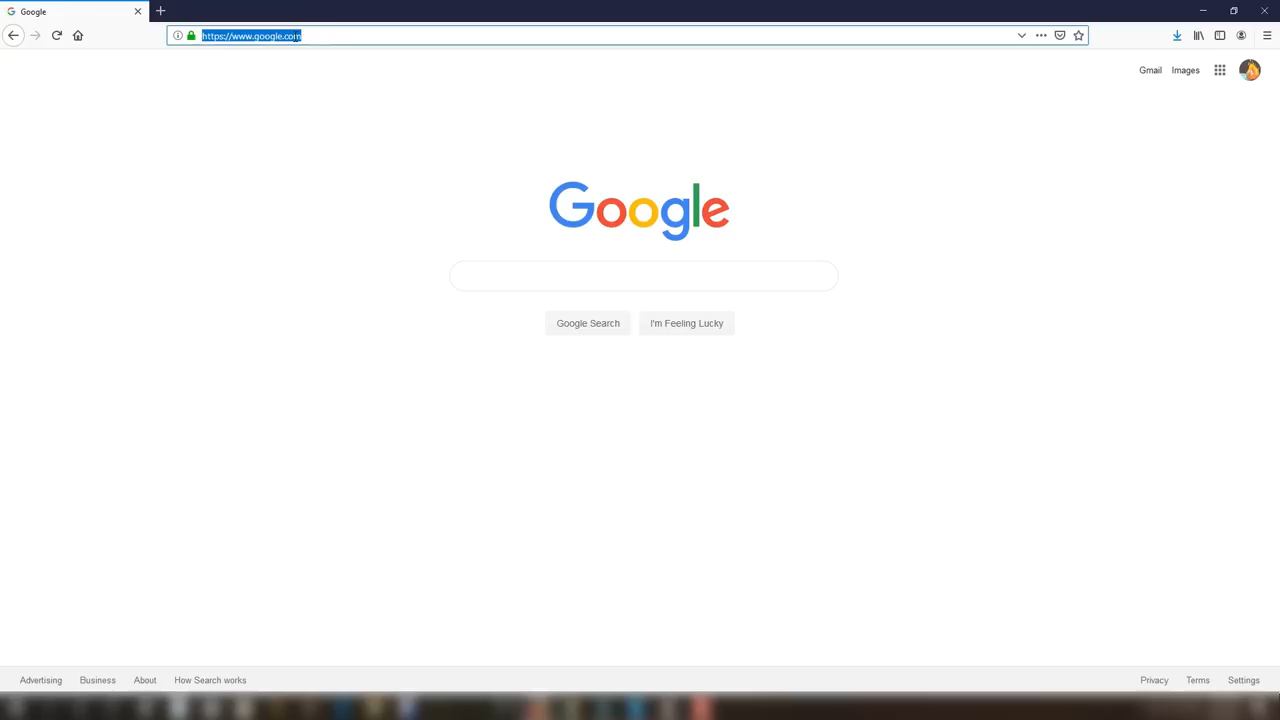 Google
https://www.google.com
Gmail Images
Google
Google Search I'm Feeling Lucky
Advertising Business About How Search works Privacy Terms Settings